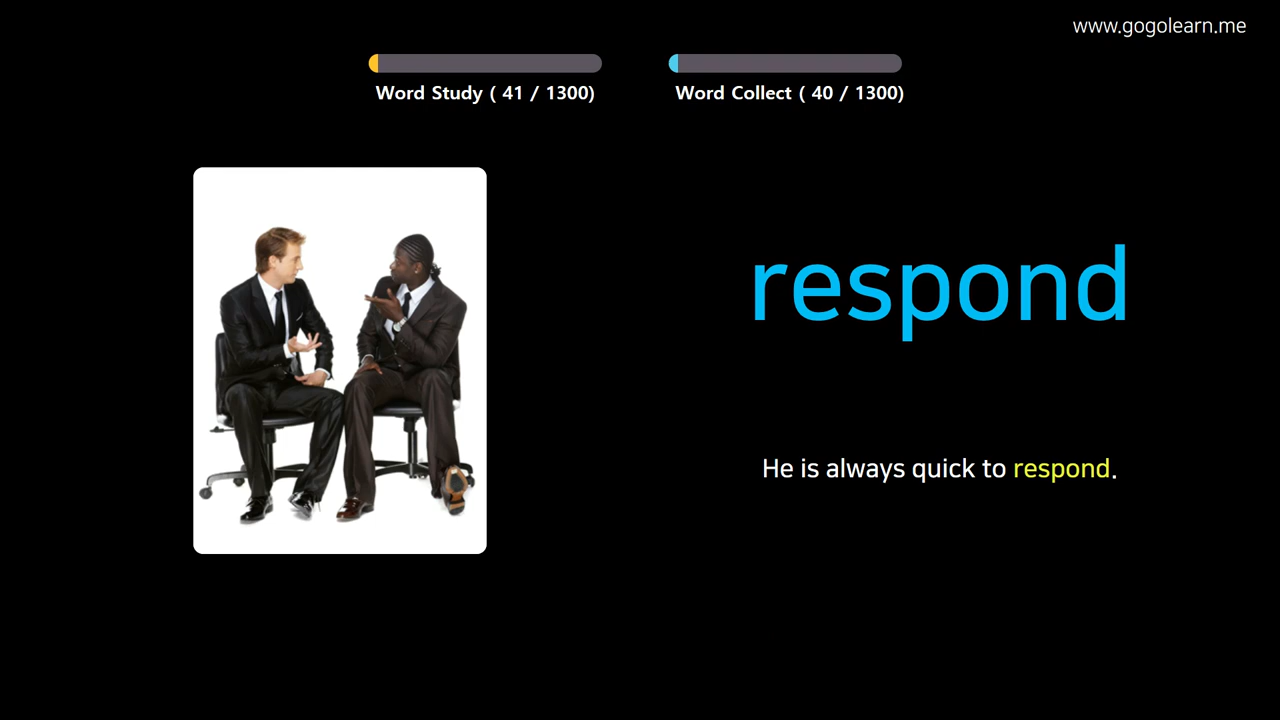 www.gogolearn.me
Word Study ( 41 / 1300)
Word Collect ( 40 / 1300)
respond
He is always quick to respond.